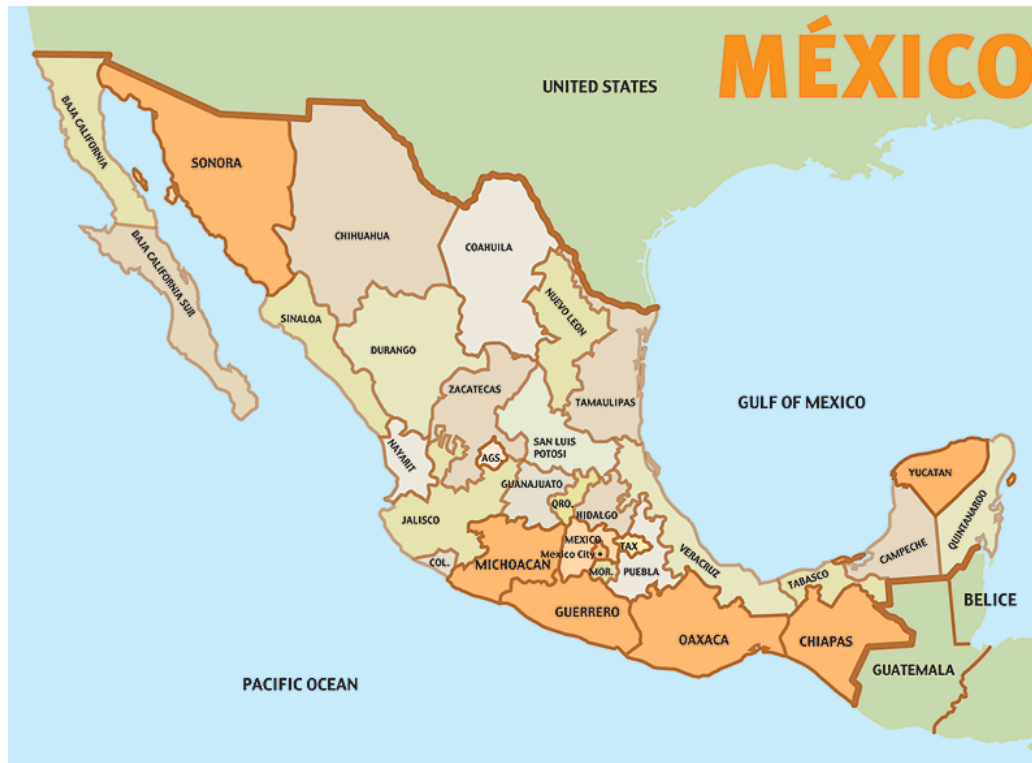 MÉXICO
UNITED STATES
BAJA CALIFORNIA
SONORA
CHIHUAHUA
COAHUILA
BAJA CALIFORNIA SUR
NUEVO LEON
SINALOA
DURANGO
ZACATECAS
TAMAULIPAS
GULF OF MEXICO
NAYARIT
SAN LUIS
POTOSI
AGS.
YUCATAN
GUANAJUATO
QRO.
HIDALGO
QUINTANAROO
JALISCO
MEXICO
TAX
Mexico City
VERACRUZ
CAMPECHE
COL.
MICHOACAN
MOR.
PUEBLA
TABASCO
BELICE
GUERRERO
OAXACA
CHIAPAS
GUATEMALA
PACIFIC OCEAN